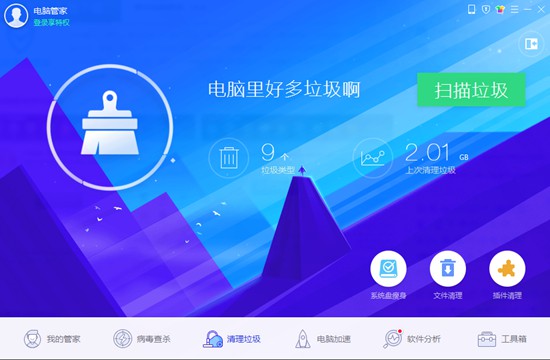 电脑管家
登录享特权
电脑里好多垃圾啊
扫描垃圾
9 个
垃圾类型
2.01 GB
上次清理垃圾
系统盘瘦身
文件清理
插件清理
我的管家
病毒查杀
清理垃圾
电脑加速
软件分析
工具箱